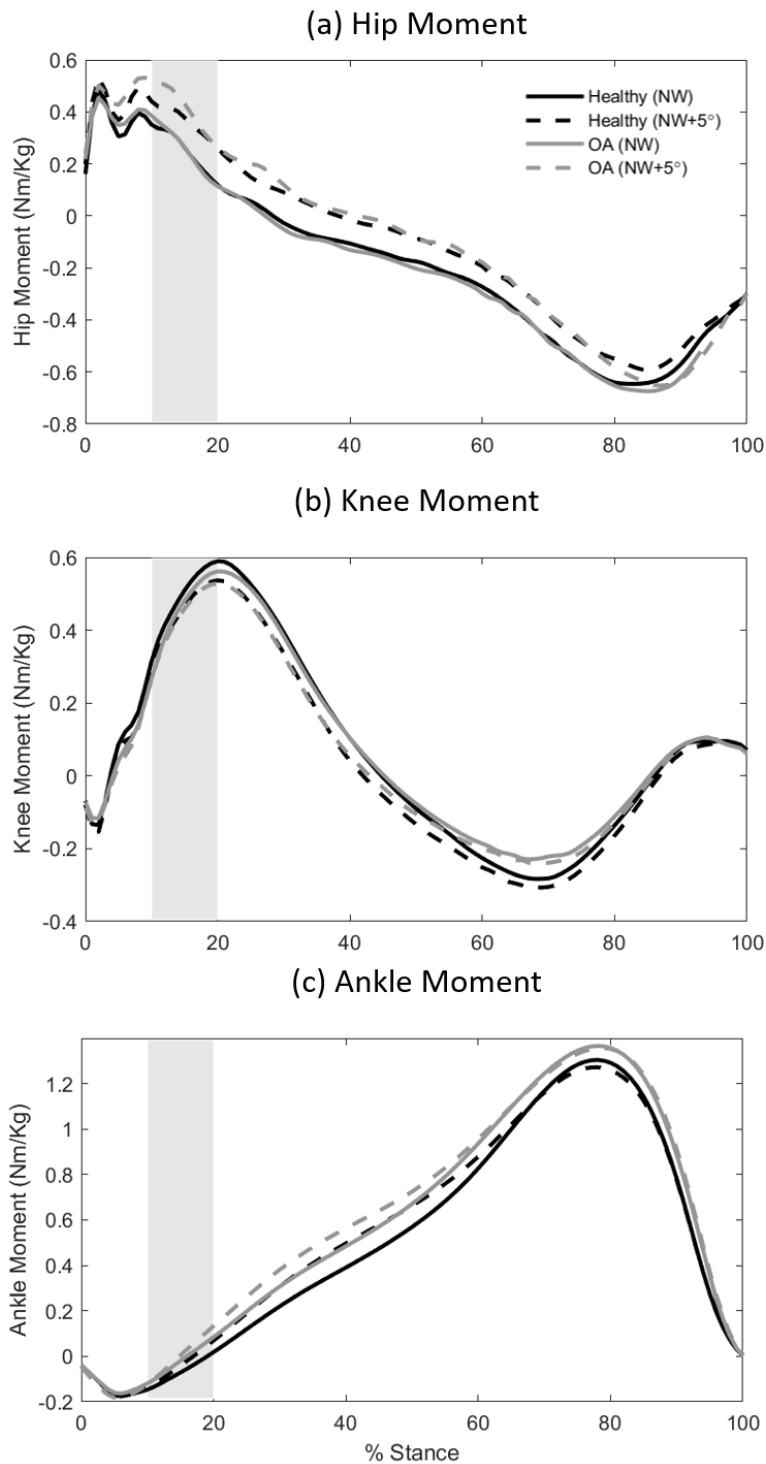 (a) Hip Moment
Hip Moment (Nm/Kg)
0.6
0.4
0.2
0
-0.2
-0.4
-0.6
-0.8
Healthy (NW)
Healthy (NW+5°)
OA (NW)
OA (NW+5°)
0 20 40 60 80 100
(b) Knee Moment
Knee Moment (Nm/Kg)
0.6
0.4
0.2
0
-0.2
-0.4
0 20 40 60 80 100
(c) Ankle Moment
Ankle Moment (Nm/Kg)
1.2
1
0.8
0.6
0.4
0.2
0
-0.2
0 20 40 60 80 100
% Stance